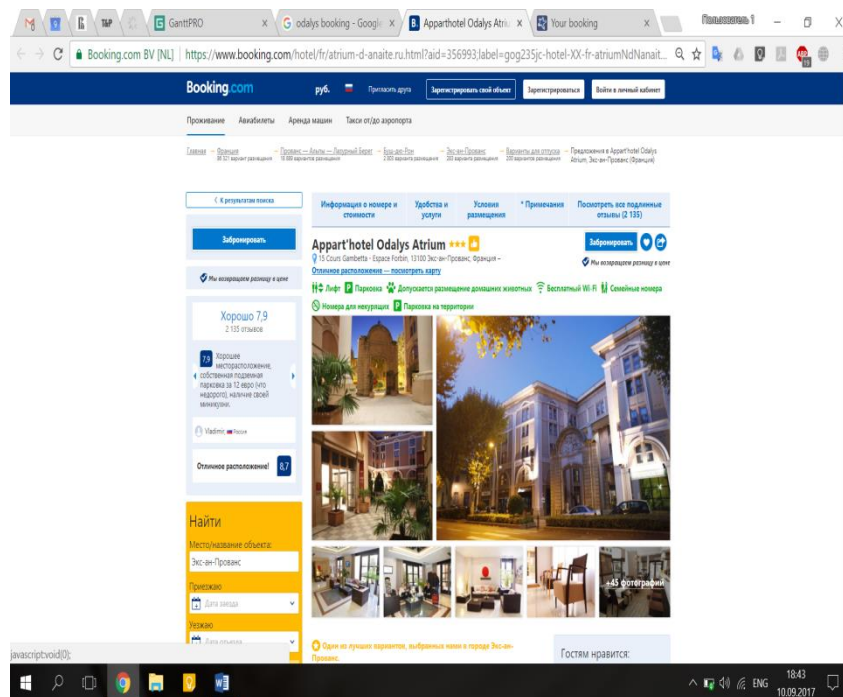 GanttPRO
odalys booking - Google
Apparthotel Odalys Atriu
Your booking
Пользователь 1
Booking.com BV [NL]
https://www.booking.com/hotel/fr/atrium-d-anaite.ru.html?aid=356993;label=gog235jc-hotel-XX-fr-atriumNdNanait...
Booking.com
руб.
Пригласить друга
Зарегистрировать свой объект
Зарегистрироваться
Войти в личный кабинет
Проживание
Авиабилеты
Аренда машин
Такси от/до аэропорта
Главная → Франция → Прованс — Альпы — Лазурный Берег → Буш-дю-Рон → Экс-ан-Прованс → Варианты для отпуска → Предложения в Appart'hotel Odalys
Atrium, Экс-ан-Прованс (Франция)
К результатам поиска
Забронировать
Мы возвращаем разницу в цене
Хорошо 7,9
2 135 отзывов
7,9 Хорошее
месторасположение,
собственная подземная
парковка за 12 евро (что
недорого), наличие своей
миникухни.
Vladimir, Россия
Отличное расположение! 8,7
Найти
Место/название объекта:
Экс-ан-Прованс
Приезжаю
Дата заезда
Уезжаю
Дата отъезда
Информация о номере и
стоимости
Удобства и
услуги
Условия
размещения
* Примечания
Посмотреть все подлинные
отзывы (2 135)
Appart'hotel Odalys Atrium
Забронировать
15 Cours Gambetta - Espace Forbin, 13100 Экс-ан-Прованс, Франция –
Отличное расположение — посмотреть карту
Мы возвращаем разницу в цене
Лифт P Парковка Допускается размещение домашних животных Бесплатный Wi-Fi Семейные номера
Номера для некурящих P Парковка на территории
+45 фотографий
Один из лучших вариантов, выбранных нами в городе Экс-ан-
Прованс.
Гостям нравится:
javascript:void(0);
ENG
18:43
10.09.2017